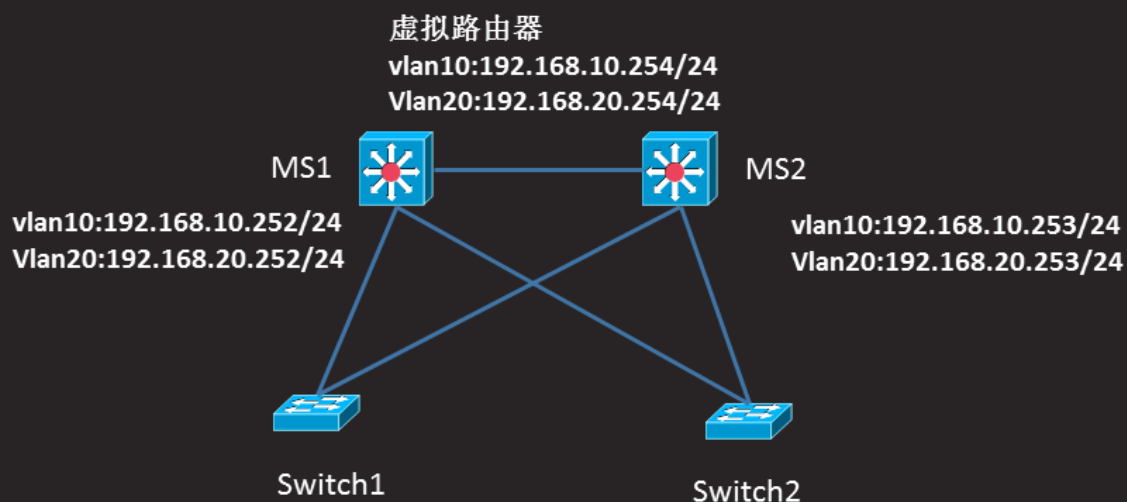 虚拟路由器
vlan10:192.168.10.254/24
Vlan20:192.168.20.254/24
MS1
MS2
vlan10:192.168.10.252/24
Vlan20:192.168.20.252/24
vlan10:192.168.10.253/24
Vlan20:192.168.20.253/24
Switch1
Switch2